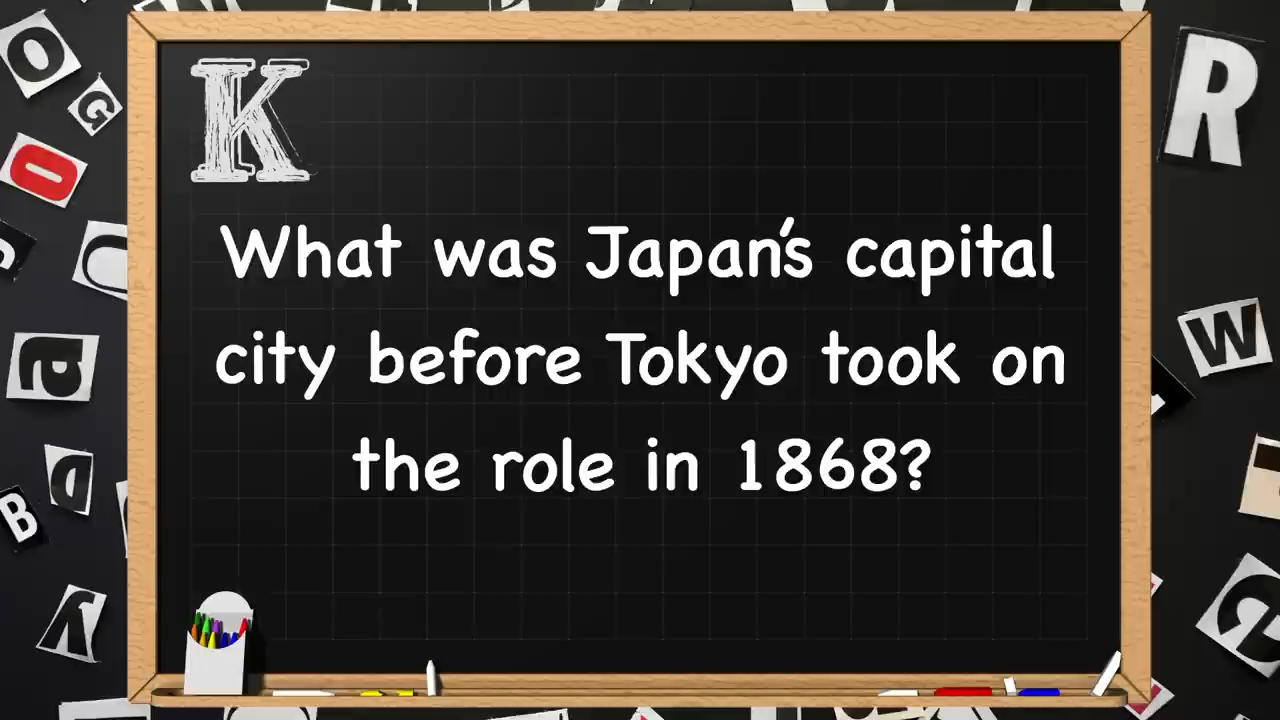 K
What was Japan's capital
city before Tokyo took on
the role in 1868?
O
G
O
C
a
a
B
R
W